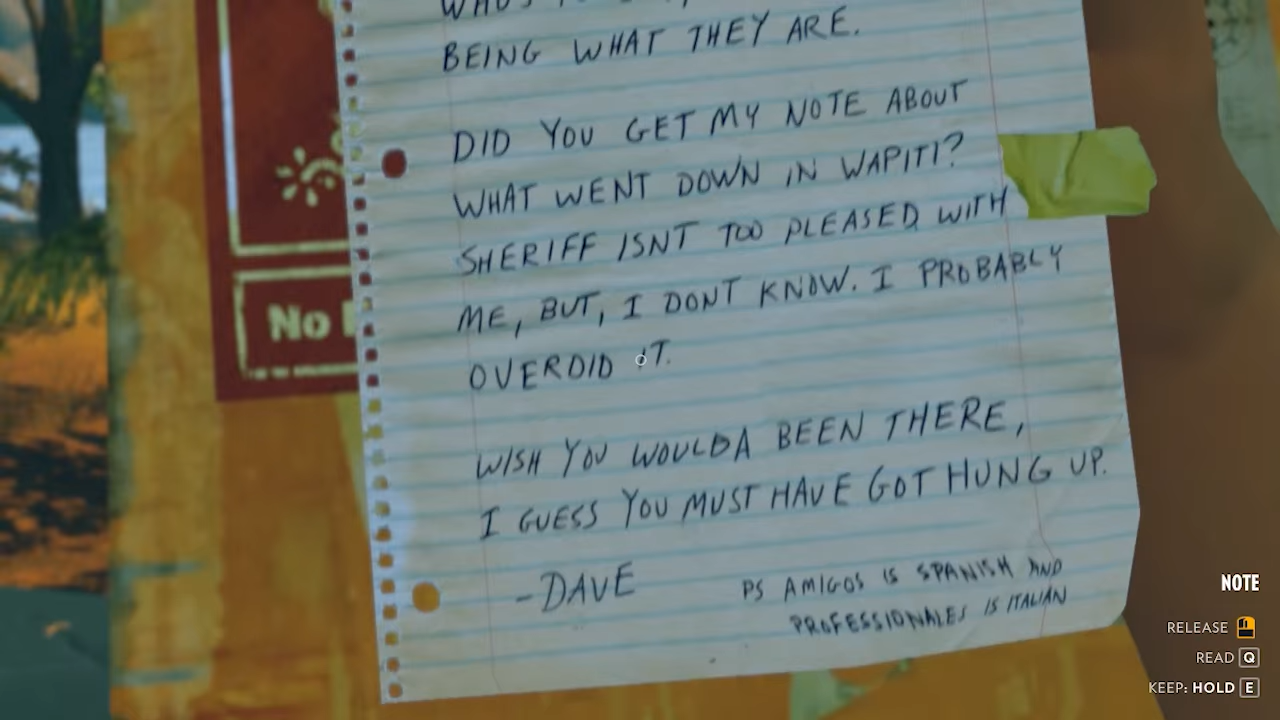 BEING WHAT THEY ARE.
DID YOU GET MY NOTE ABOUT
WHAT WENT DOWN IN WAPITI?
SHERIFF ISNT TOO PLEASED WITH
ME, BUT, I DONT KNOW. I PROBABLY
OVERDID IT.
WISH YOU WOULDA BEEN THERE,
I GUESS YOU MUST HAVE GOT HUNG UP.
-DAVE
PS AMIGOS IS SPANISH AND
PROFESSIONALES IS ITALIAN
No
NOTE
RELEASE
READ Q
KEEP: HOLD E